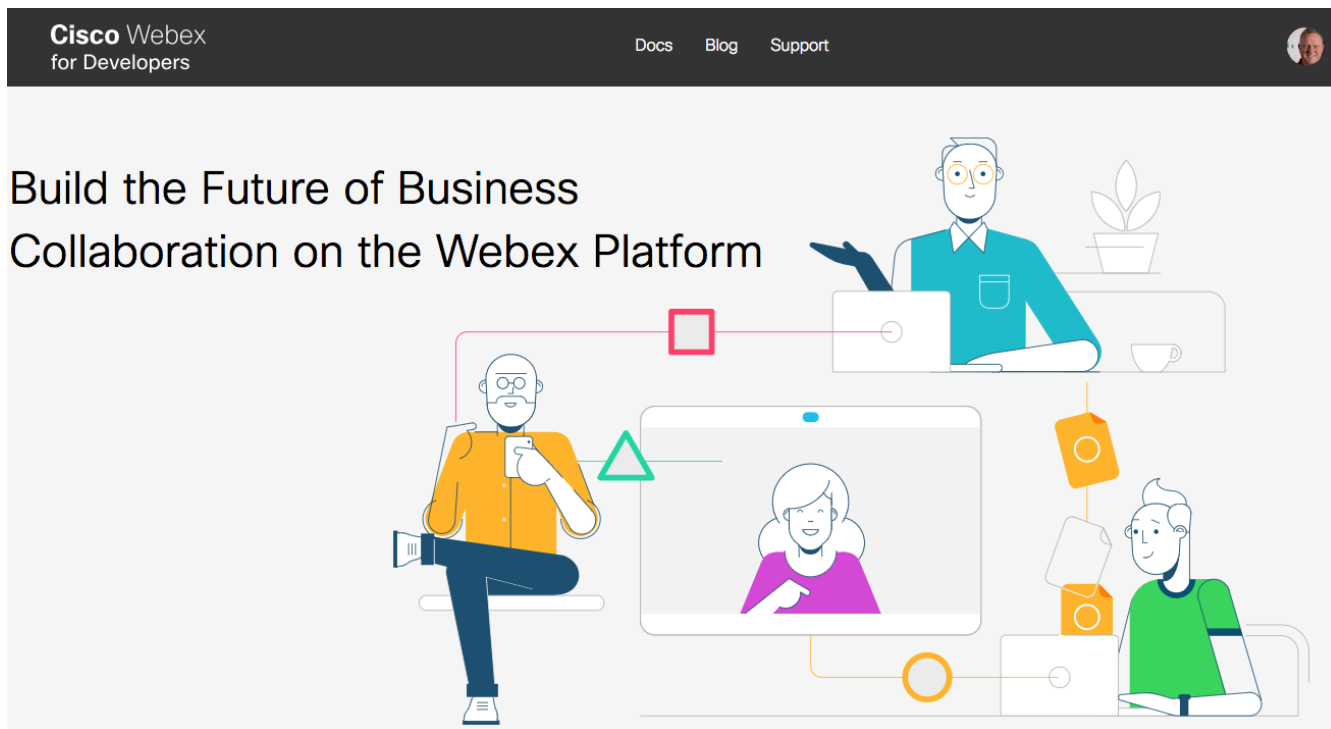 Cisco Webex
for Developers
Docs Blog Support
Build the Future of Business
Collaboration on the Webex Platform